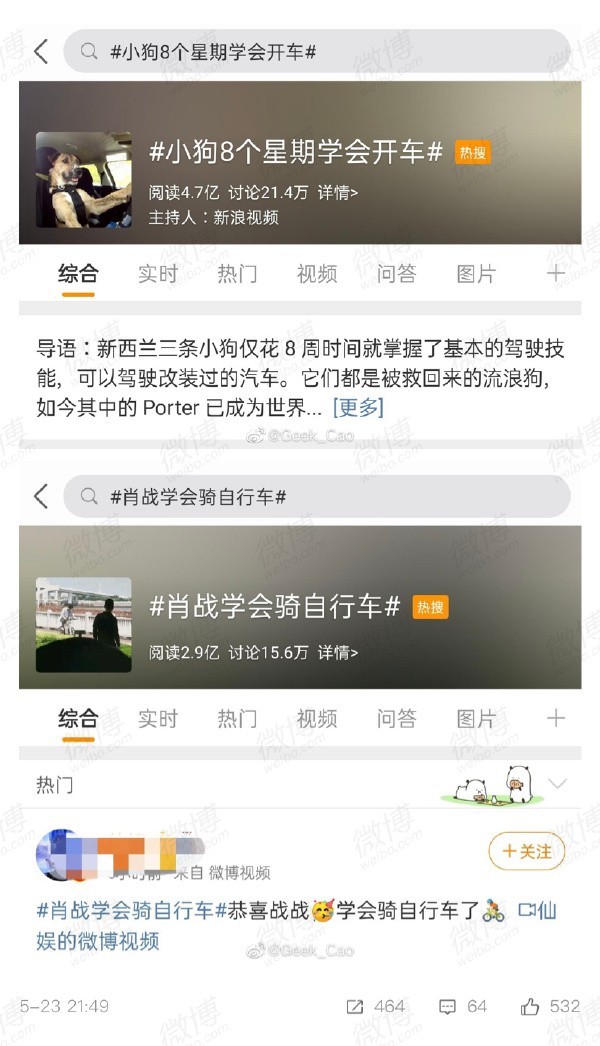 #小狗8个星期学会开车#
#小狗8个星期学会开车# 热搜
阅读4.7亿 讨论21.4万 详情>
主持人：新浪视频
综合 实时 热门 视频 问答 图片
导语：新西兰三条小狗仅花 8 周时间就掌握了基本的驾驶技
能，可以驾驶改装过的汽车。它们都是被救回来的流浪狗，
如今其中的 Porter 已成为世界... [更多]
@Geek_Cao
#肖战学会骑自行车#
#肖战学会骑自行车# 热搜
阅读2.9亿 讨论15.6万 详情>
综合 实时 热门 视频 问答 图片
热门
+关注
来自 微博视频
#肖战学会骑自行车#恭喜战战🥳学会骑自行车了🚴 仙
娱的微博视频
@Geek_Cao
5-23 21:49 464 64 532
微博
weibo.com